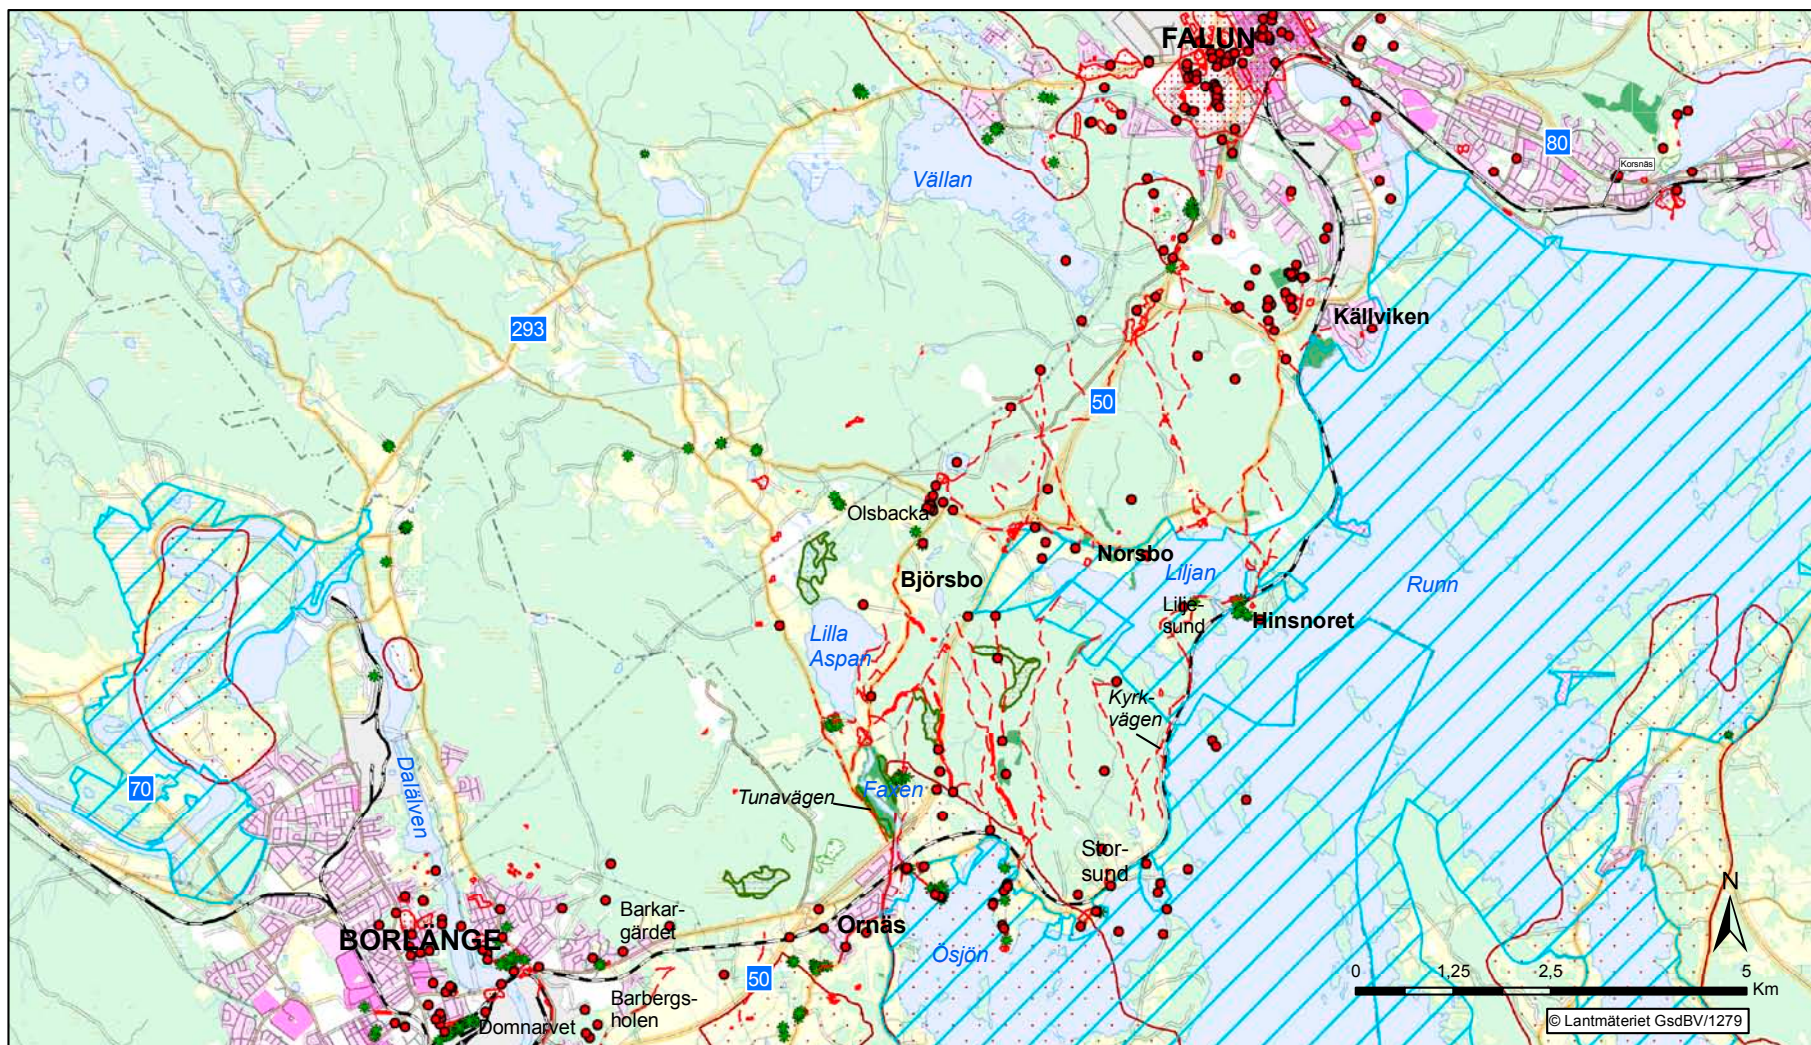 FALUN
80
Korsnäs
Vällan
Källviken
293
50
Olsbacka
Norsbo
Björsbo
Liljan
Runn
Lilje-
sund
Hinsnoret
Lilla
Aspan
Kyrk-
vägen
Dalälven
70
Tunavägen
Faxen
Stor-
sund
N
Barkar-
gärdet
Ornäs
BORLÄNGE
Ösjön
50
0 1,25 2,5 5
Km
Barbergs-
holen
Domnarvet
© Lantmäteriet GsdBV/1279